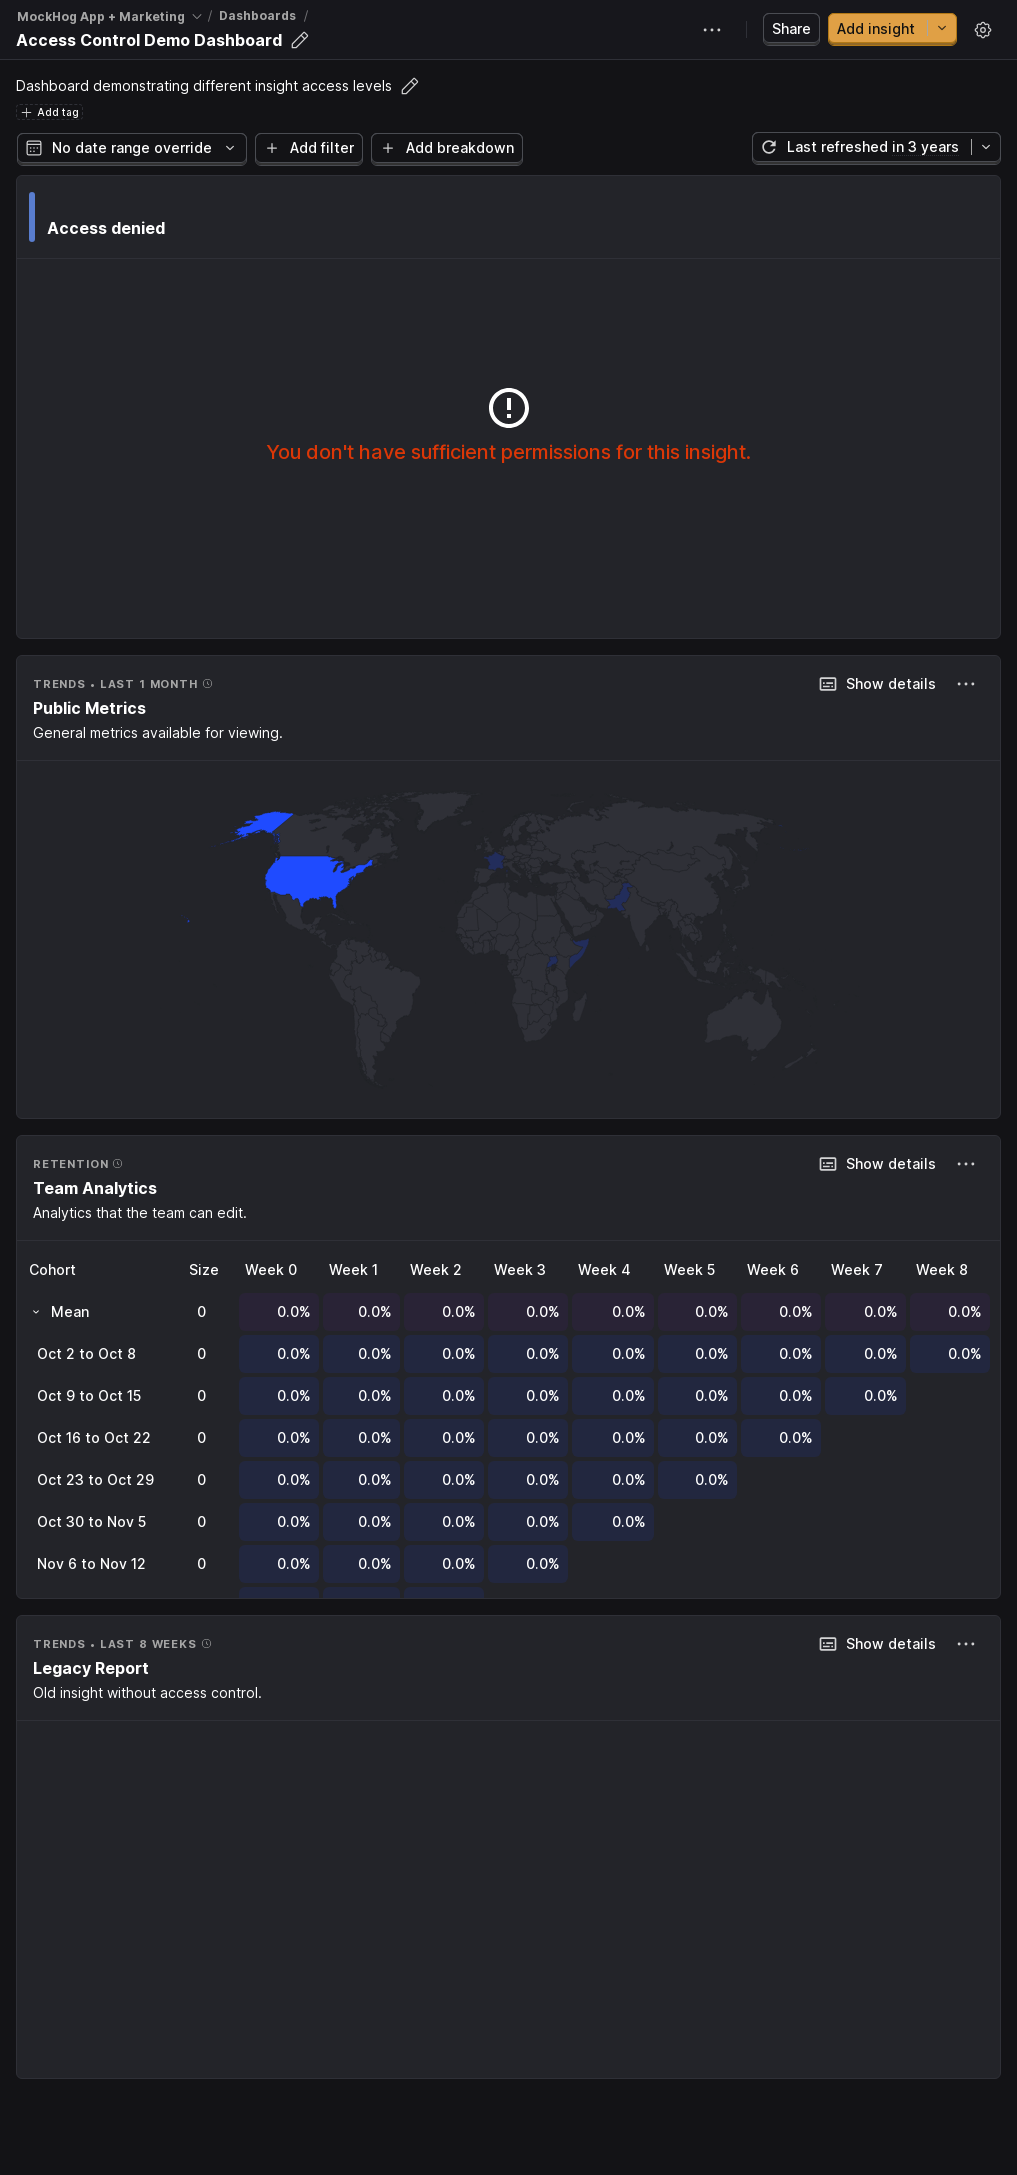 MockHog App + Marketing / Dashboards /
Access Control Demo Dashboard
Share
Add insight
Dashboard demonstrating different insight access levels
Add tag
No date range override
Add filter
Add breakdown
Last refreshed in 3 years
Access denied
You don't have sufficient permissions for this insight.
TRENDS • LAST 1 MONTH
Show details
Public Metrics
General metrics available for viewing.
RETENTION
Show details
Team Analytics
Analytics that the team can edit.
Cohort Size Week 0 Week 1 Week 2 Week 3 Week 4 Week 5 Week 6 Week 7 Week 8
Mean 0 0.0% 0.0% 0.0% 0.0% 0.0% 0.0% 0.0% 0.0% 0.0%
Oct 2 to Oct 8 0 0.0% 0.0% 0.0% 0.0% 0.0% 0.0% 0.0% 0.0% 0.0%
Oct 9 to Oct 15 0 0.0% 0.0% 0.0% 0.0% 0.0% 0.0% 0.0% 0.0%
Oct 16 to Oct 22 0 0.0% 0.0% 0.0% 0.0% 0.0% 0.0% 0.0%
Oct 23 to Oct 29 0 0.0% 0.0% 0.0% 0.0% 0.0% 0.0%
Oct 30 to Nov 5 0 0.0% 0.0% 0.0% 0.0% 0.0%
Nov 6 to Nov 12 0 0.0% 0.0% 0.0% 0.0%
TRENDS • LAST 8 WEEKS
Show details
Legacy Report
Old insight without access control.